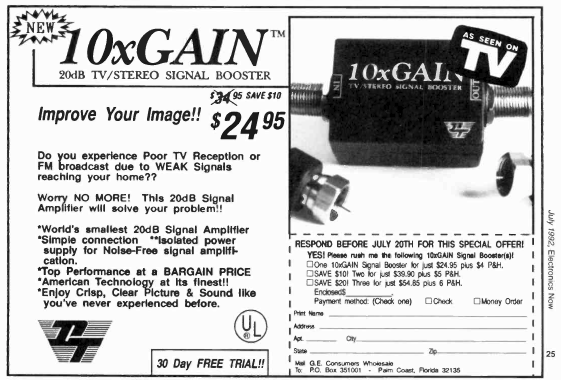 NEW
10xGAIN™
20dB TV/STEREO SIGNAL BOOSTER
Improve Your Image!!
$34.95 SAVE $10
$24.95
Do you experience Poor TV Reception or
FM broadcast due to WEAK Signals
reaching your home??
Worry NO MORE! This 20dB Signal
Amplifier will solve your problem!!
*World's smallest 20dB Signal Amplifier
*Simple connection **Isolated power
supply for Noise-Free signal amplifi-
cation.
*Top Performance at a BARGAIN PRICE
*American Technology at its finest!!
*Enjoy Crisp, Clear Picture & Sound like
you've never experienced before.
UL
30 Day FREE TRIAL!!
AS SEEN ON
TV
IN
10xGAIN
TV/STEREO SIGNAL BOOSTER
OUT
RESPOND BEFORE JULY 20TH FOR THIS SPECIAL OFFER!
YES! Please rush me the following 10xGAIN Signal Booster(s)!
One 10xGAIN Signal Booster for just $24.95 plus $4 P&H.
SAVE $10! Two for just $39.90 plus $5 P&H.
SAVE $20! Three for just $54.85 plus 6 P&H.
Enclosed$
Payment method: (Check one) Check Money Order
Print Name
Address
Apt. City
State Zip
Mail G.E. Consumers Wholesale
To: P.O. Box 351001 - Palm Coast, Florida 32135
July 1992, Electronics Now
25